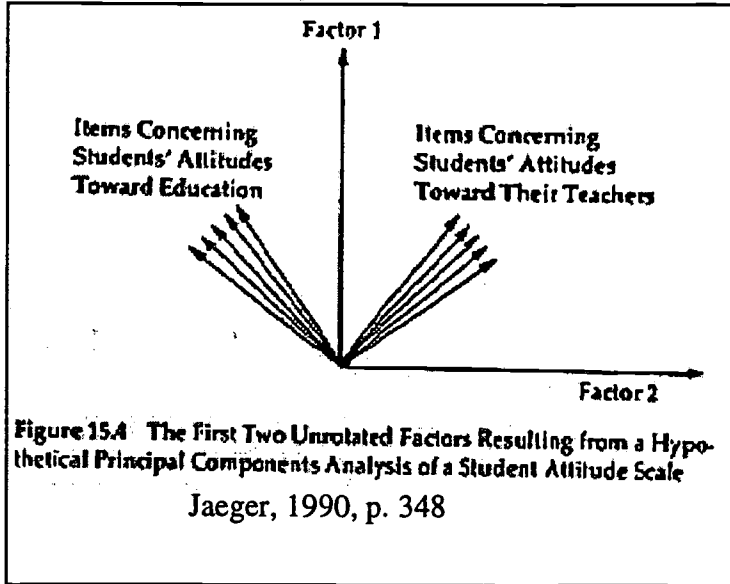 Factor 1
Items Concerning
Students' Attitudes
Toward Education
Items Concerning
Students' Attitudes
Toward Their Teachers
Factor 2
Figure 15.4 The First Two Unrotated Factors Resulting from a Hypo-
thetical Principal Components Analysis of a Student Attitude Scale
Jaeger, 1990, p. 348